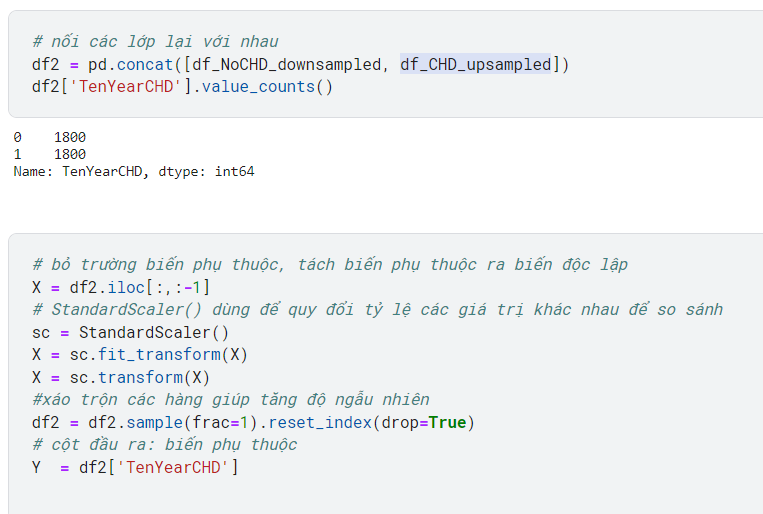 # nối các lớp lại với nhau
df2 = pd.concat([df_NoCHD_downsampled, df_CHD_upsampled])
df2['TenYearCHD'].value_counts()
0    1800
1    1800
Name: TenYearCHD, dtype: int64
# bỏ trường biến phụ thuộc, tách biến phụ thuộc ra biến độc lập
X = df2.iloc[:,:-1]
# StandardScaler() dùng để quy đổi tỷ lệ các giá trị khác nhau để so sánh
sc = StandardScaler()
X = sc.fit_transform(X)
X = sc.transform(X)
#xáo trộn các hàng giúp tăng độ ngẫu nhiên
df2 = df2.sample(frac=1).reset_index(drop=True)
# cột đầu ra: biến phụ thuộc
Y  = df2['TenYearCHD']